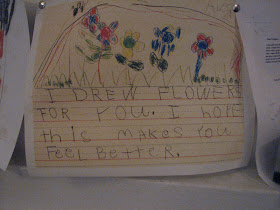 I DREW FLOWERS
FOR YOU. I HOPE
this MAKES YOU
FEEL BETTER.